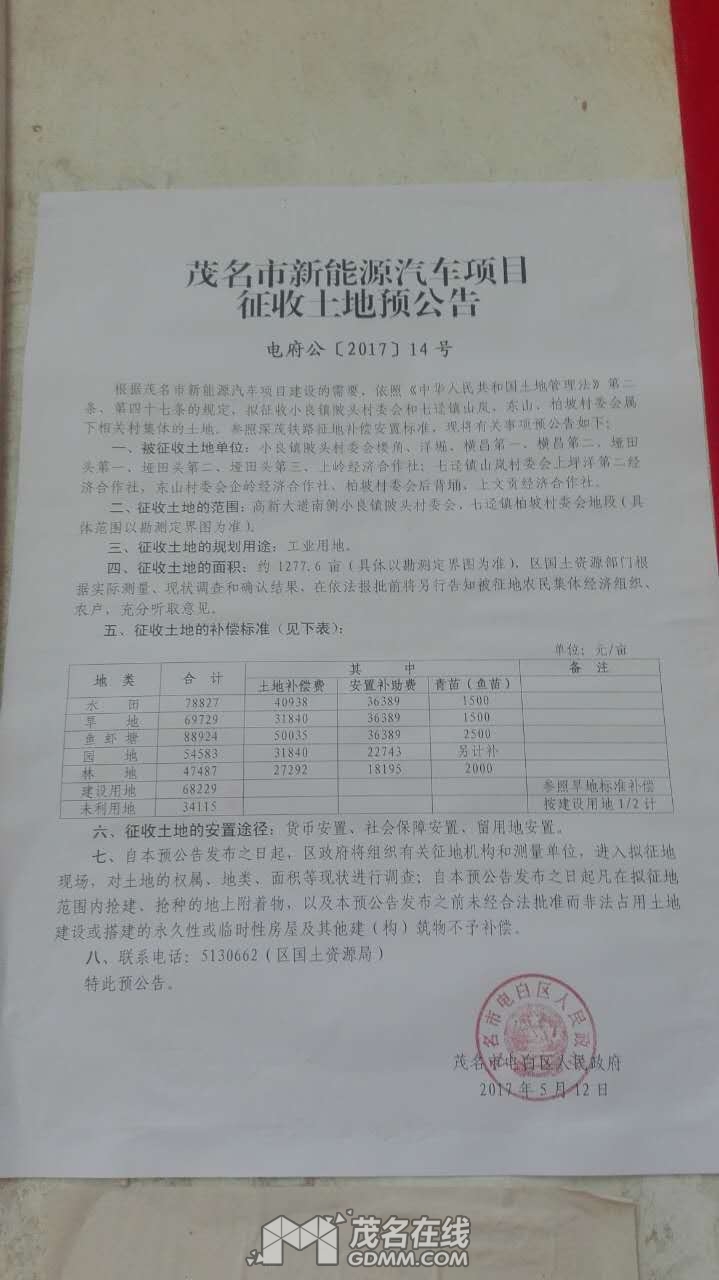 茂名市新能源汽车项目
征收土地预公告
电府公〔2017〕14号
根据茂名市新能源汽车项目建设的需要，依照《中华人民共和国土地管理法》第二
条、第四十七条的规定，拟征收小良镇陂头村委会和七迳镇山岚、东山、柏坡村委会属
下相关村集体的土地。参照深茂铁路征地补偿安置标准，现将有关事项预公告如下：
一、被征收土地单位：小良镇陂头村委会楼角、洋堀、横昌第一、横昌第二、垭田
头第一、垭田头第二、垭田头第三、上岭经济合作社；七迳镇山岚村委会上坪洋第二经
济合作社，东山村委会企岭经济合作社、柏坡村委会后背埇、上文贡经济合作社。
二、征收土地的范围：高新大道南侧小良镇陂头村委会，七迳镇柏坡村委会地段（具
体范围以勘测定界图为准）。
三、征收土地的规划用途：工业用地。
四、征收土地的面积：约1277.6亩（具体以勘测定界图为准），区国土资源部门根
据实际测量、现状调查和确认结果，在依法报批前将另行告知被征地农民集体经济组织、
农户，充分听取意见。
五、征收土地的补偿标准（见下表）：
单位：元/亩
地 类 合 计 其 中 备 注
土地补偿费 安置补助费 青苗（鱼苗）
水 田 78827 40938 36389 1500
旱 地 69729 31840 36389 1500
鱼 虾 塘 88924 50035 36389 2500
园 地 54583 31840 22743 另计补
林 地 47487 27292 18195 2000
建设用地 68229 参照旱地标准补偿
未利用地 34115 按建设用地1/2计
六、征收土地的安置途径：货币安置、社会保障安置、留用地安置。
七、自本预公告发布之日起，区政府将组织有关征地机构和测量单位，进入拟征地
现场，对土地的权属、地类、面积等现状进行调查；自本预公告发布之日起凡在拟征地
范围内抢建、抢种的地上附着物，以及本预公告发布之前未经合法批准而非法占用土地
建设或搭建的永久性或临时性房屋及其他建（构）筑物不予补偿。
八、联系电话：5130662（区国土资源局）
特此预公告。
茂名市电白区人民政府
茂名市电白区人民政府
2017年5月12日
茂名在线
GDMM.COM